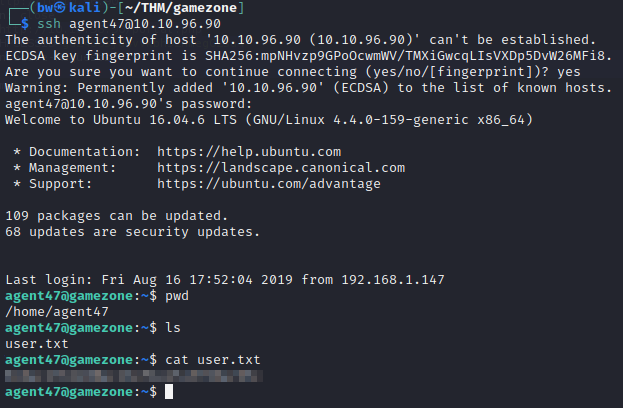 ┌──(bw㉿kali)-[~/THM/gamezone]
└─$ ssh agent47@10.10.96.90
The authenticity of host '10.10.96.90 (10.10.96.90)' can't be established.
ECDSA key fingerprint is SHA256:mpNHvzp9GPoOcwmWV/TMXiGwcqLIsVXDp5DvW26MFi8.
Are you sure you want to continue connecting (yes/no/[fingerprint])? yes
Warning: Permanently added '10.10.96.90' (ECDSA) to the list of known hosts.
agent47@10.10.96.90's password:
Welcome to Ubuntu 16.04.6 LTS (GNU/Linux 4.4.0-159-generic x86_64)
* Documentation:  https://help.ubuntu.com
* Management:     https://landscape.canonical.com
* Support:        https://ubuntu.com/advantage
109 packages can be updated.
68 updates are security updates.
Last login: Fri Aug 16 17:52:04 2019 from 192.168.1.147
agent47@gamezone:~$ pwd
/home/agent47
agent47@gamezone:~$ ls
user.txt
agent47@gamezone:~$ cat user.txt
agent47@gamezone:~$